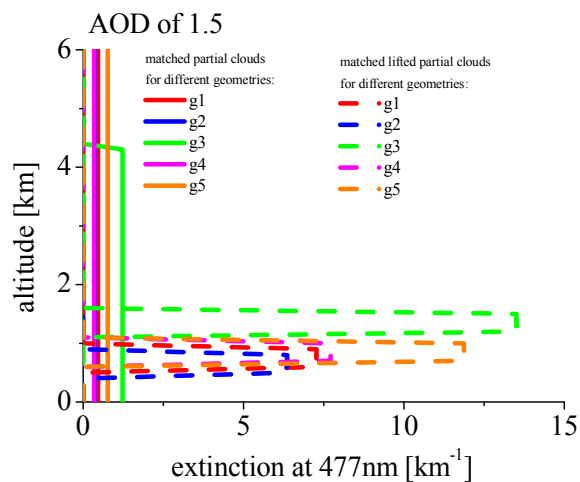 AOD of 1.5
matched partial clouds
for different geometries:
g1
g2
g3
g4
g5
matched lifted partial clouds
for different geometries:
g1
g2
g3
g4
g5
6
4
2
0
altitude [km]
0 5 10 15
extinction at 477nm [km⁻¹]